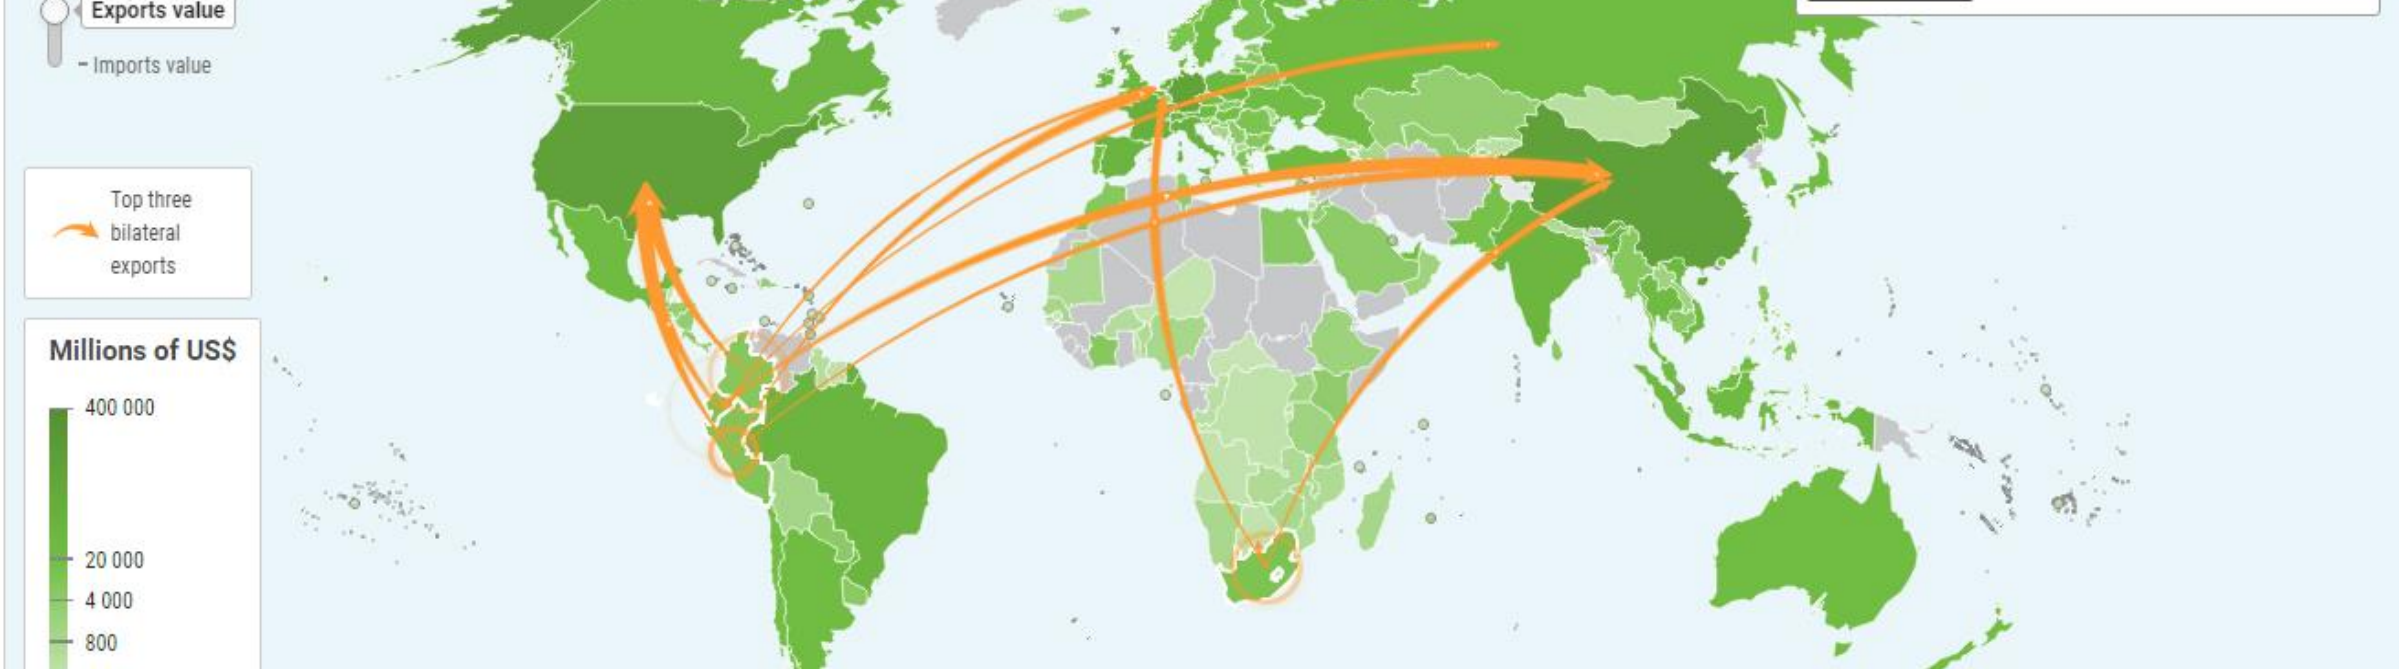 Exports value
– Imports value
Top three
bilateral
exports
Millions of US$
400 000
20 000
4 000
800